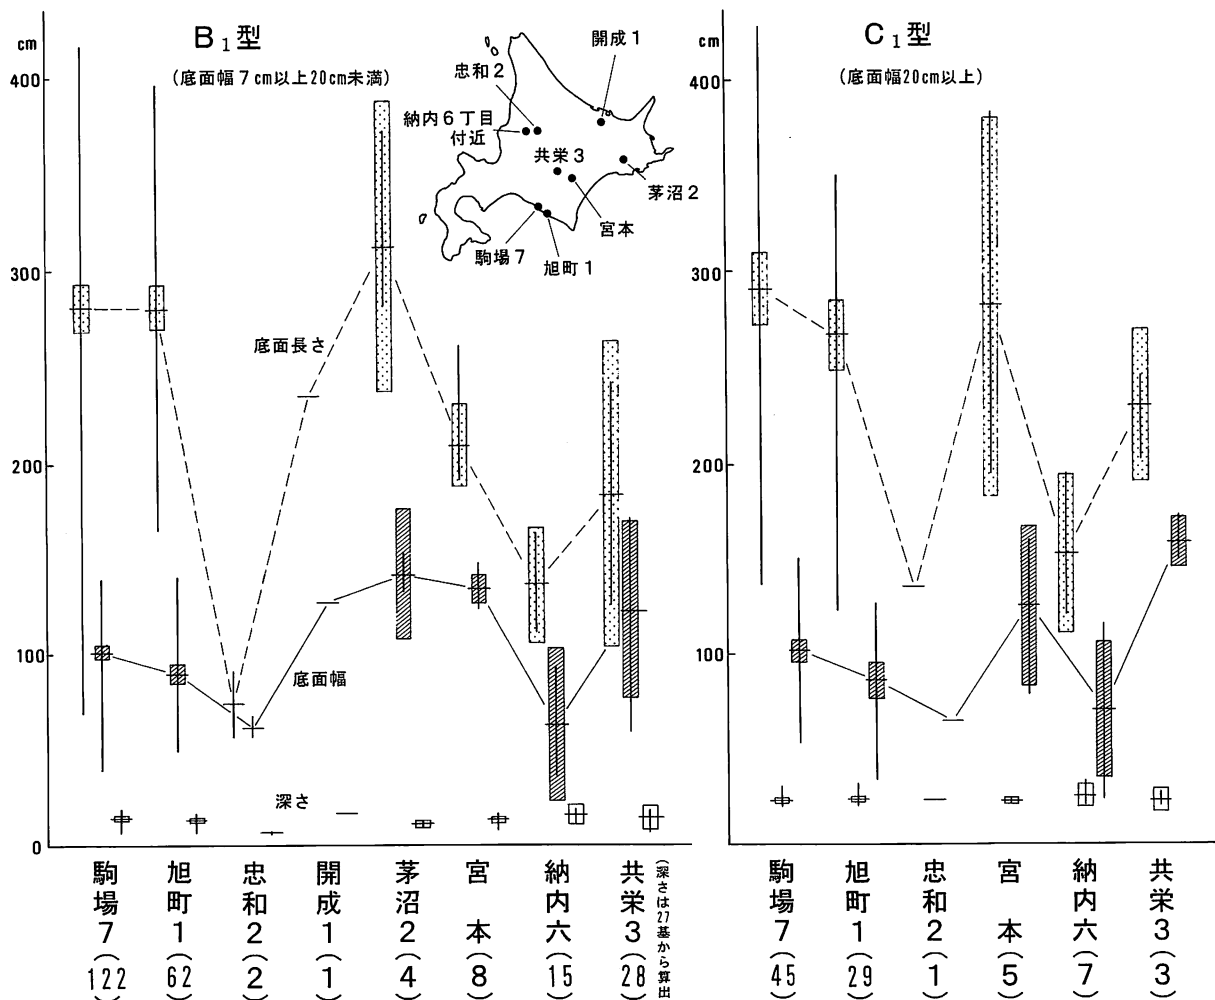 B₁型
(底面幅7cm以上20cm未満)
cm
400
300
200
100
0
底面長さ
底面幅
深さ
開成1
忠和2
納内6丁目
付近
共栄3
茅沼2
宮本
駒場7
旭町1
駒場7(122)
旭町1(62)
忠和2(2)
開成1(1)
茅沼2(4)
宮本(8)
納内六(15)
共栄3(28)
(深さは27基から算出
C₁型
(底面幅20cm以上)
cm
400
300
200
100
駒場7(45)
旭町1(29)
忠和2(1)
宮本(5)
納内六(7)
共栄3(3)